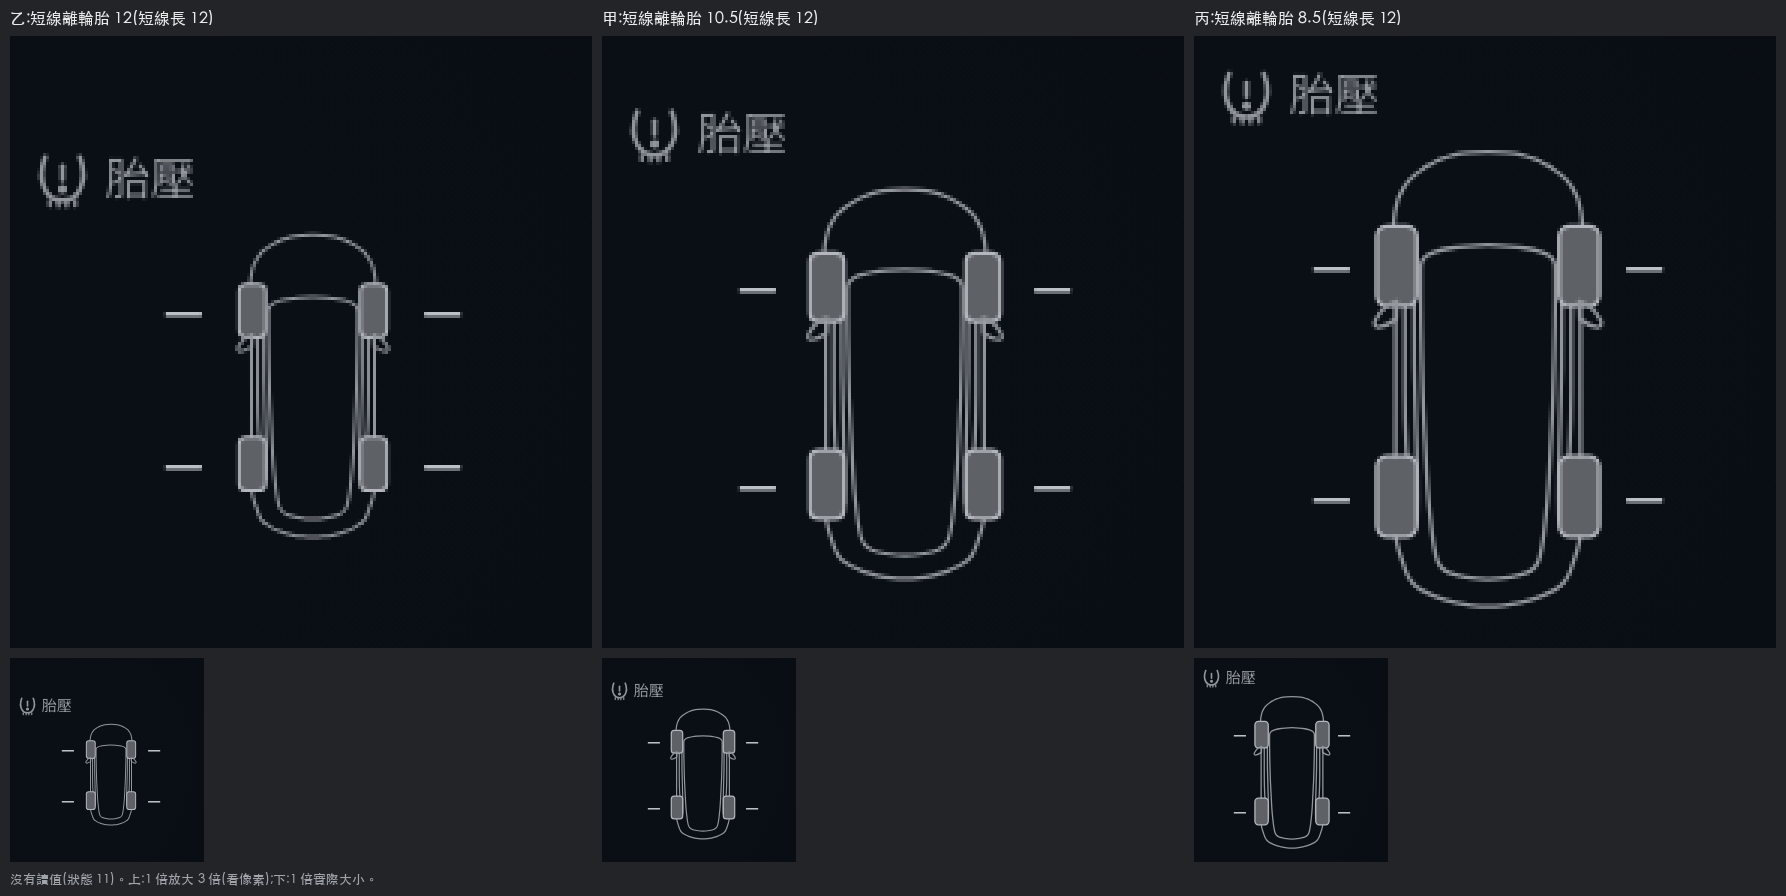 乙:短線離輪胎 12(短線長 12)
甲:短線離輪胎 10.5(短線長 12)
丙:短線離輪胎 8.5(短線長 12)
胎壓
胎壓
胎壓
胎壓
胎壓
胎壓
沒有讀值(狀態 11)。上:1 倍放大 3 倍(看像素);下:1 倍實際大小。